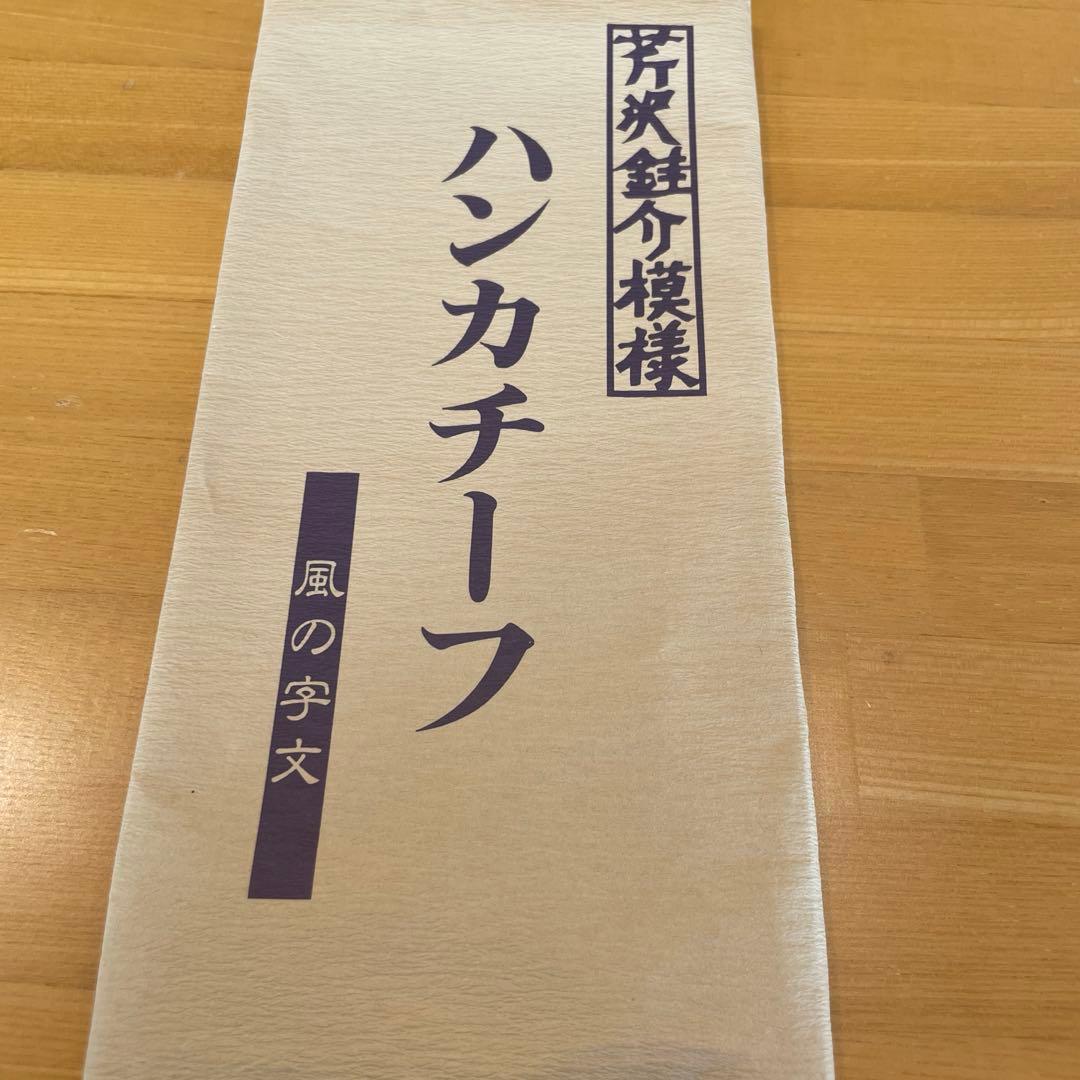 芹沢銈介模様
ハンカチーフ
風の字文